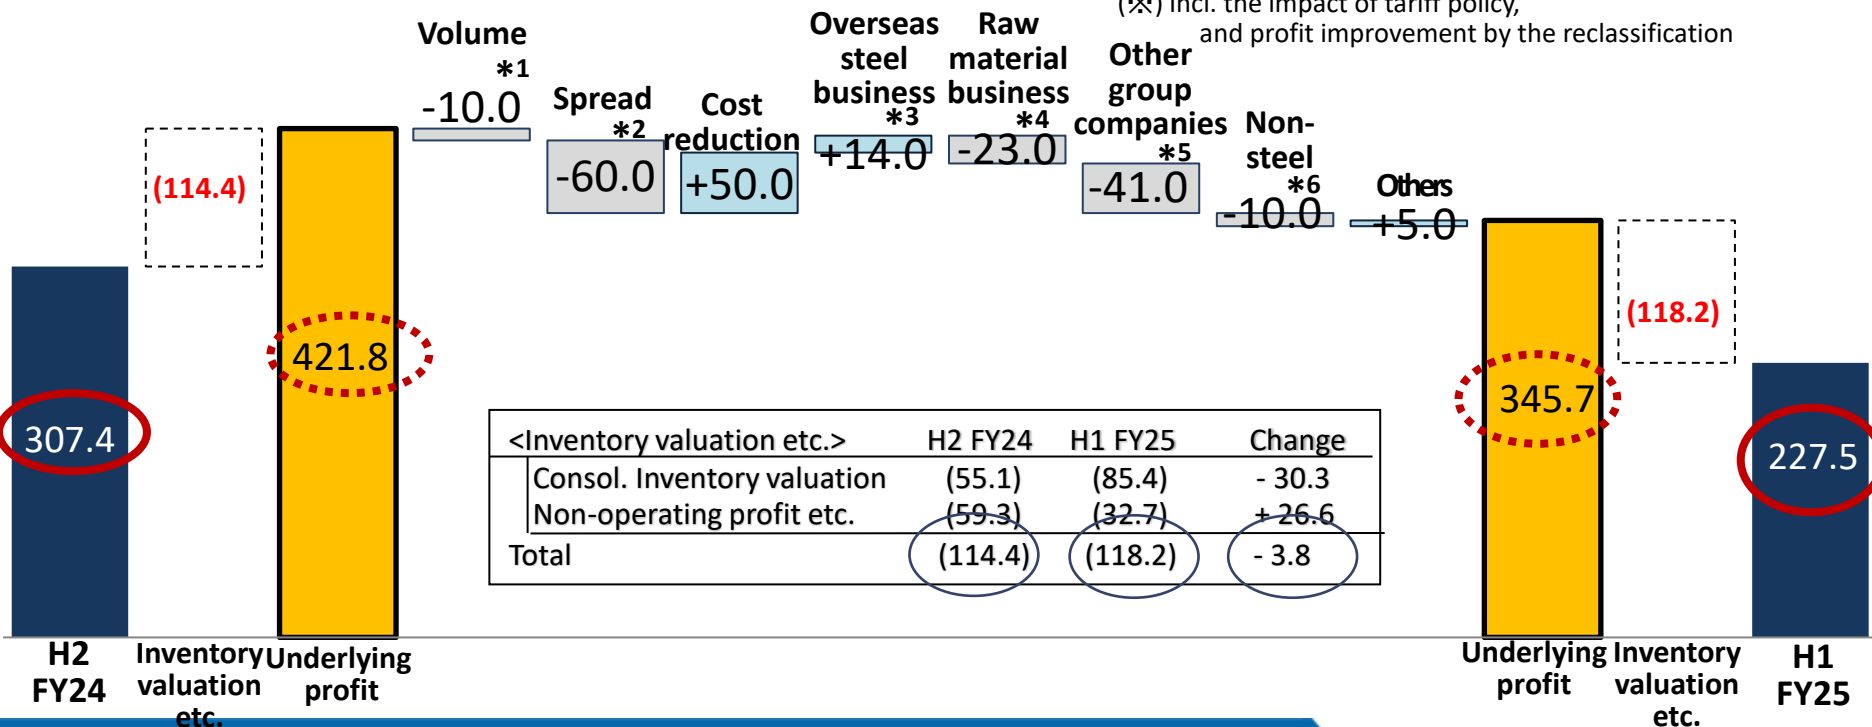 (※) incl. the impact of tariff policy,
and profit improvement by the reclassification
Volume
*1
-10.0
Spread
*2
-60.0
Cost
reduction
+50.0
Overseas
steel
business
*3
+14.0
Raw
material
business
*4
-23.0
Other
group
companies
*5
-41.0
Non-
steel
*6
-10.0
Others
+5.0
(114.4)
421.8
307.4
(118.2)
345.7
227.5
<Inventory valuation etc.> H2 FY24 H1 FY25 Change
Consol. Inventory valuation (55.1) (85.4) - 30.3
Non-operating profit etc. (59.3) (32.7) + 26.6
Total (114.4) (118.2) - 3.8
H2
FY24
Inventory
valuation
etc.
Underlying
profit
Underlying
profit
Inventory
valuation
etc.
H1
FY25